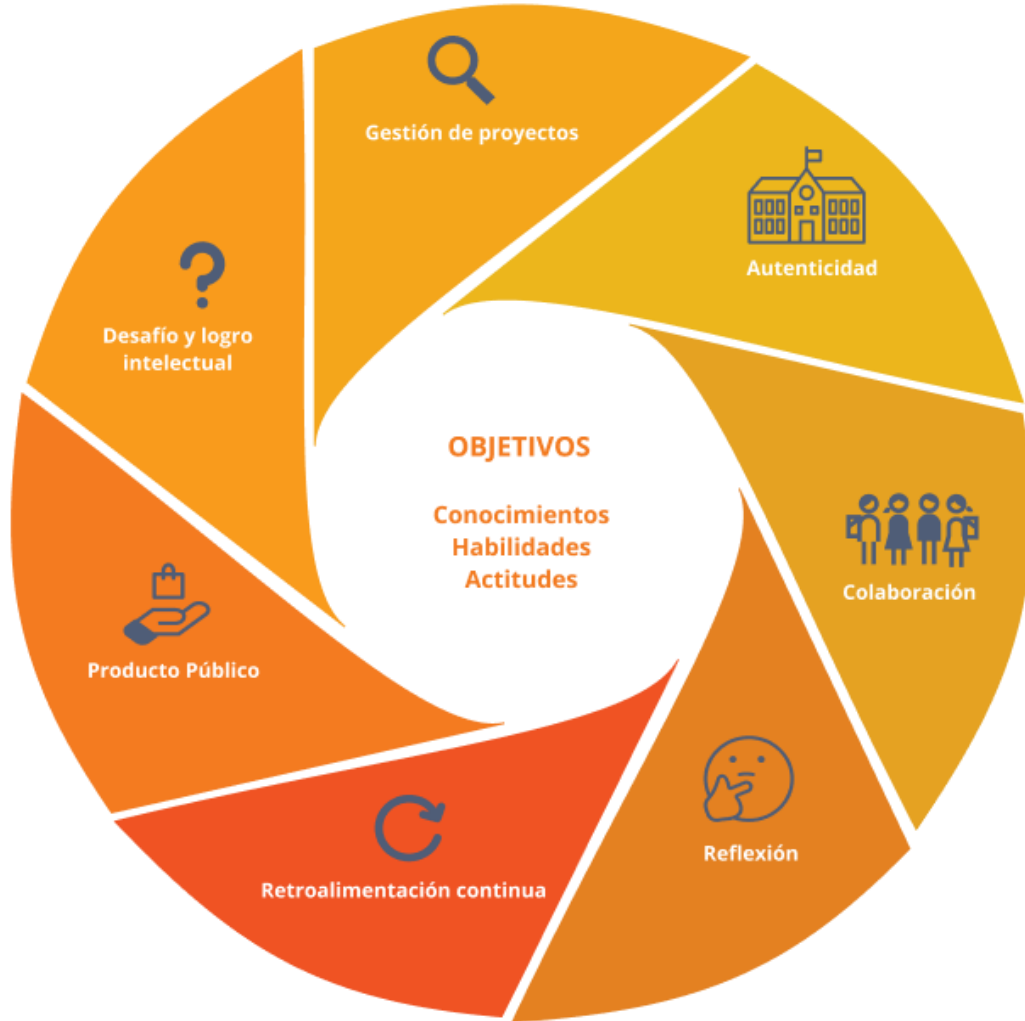 Gestión de proyectos
Autenticidad
Desafío y logro
intelectual
OBJETIVOS
Conocimientos
Habilidades
Actitudes
Colaboración
Producto Público
Reflexión
Retroalimentación continua